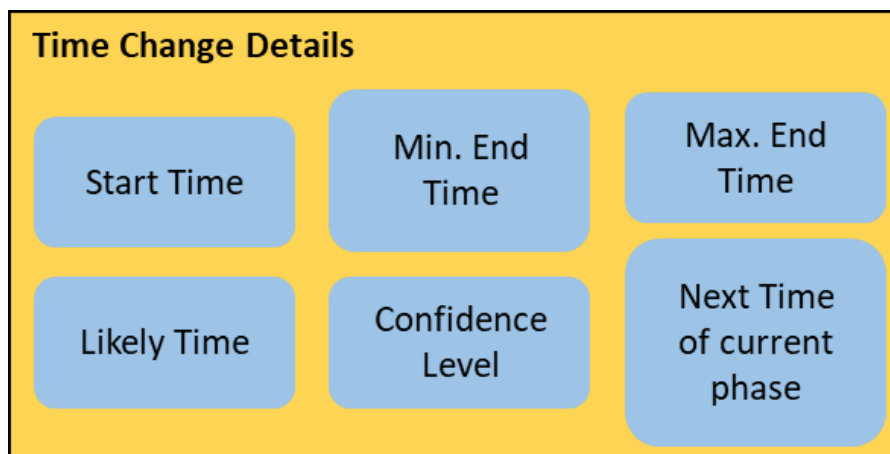 Time Change Details
Start Time
Min. End
Time
Max. End
Time
Likely Time
Confidence
Level
Next Time
of current
phase